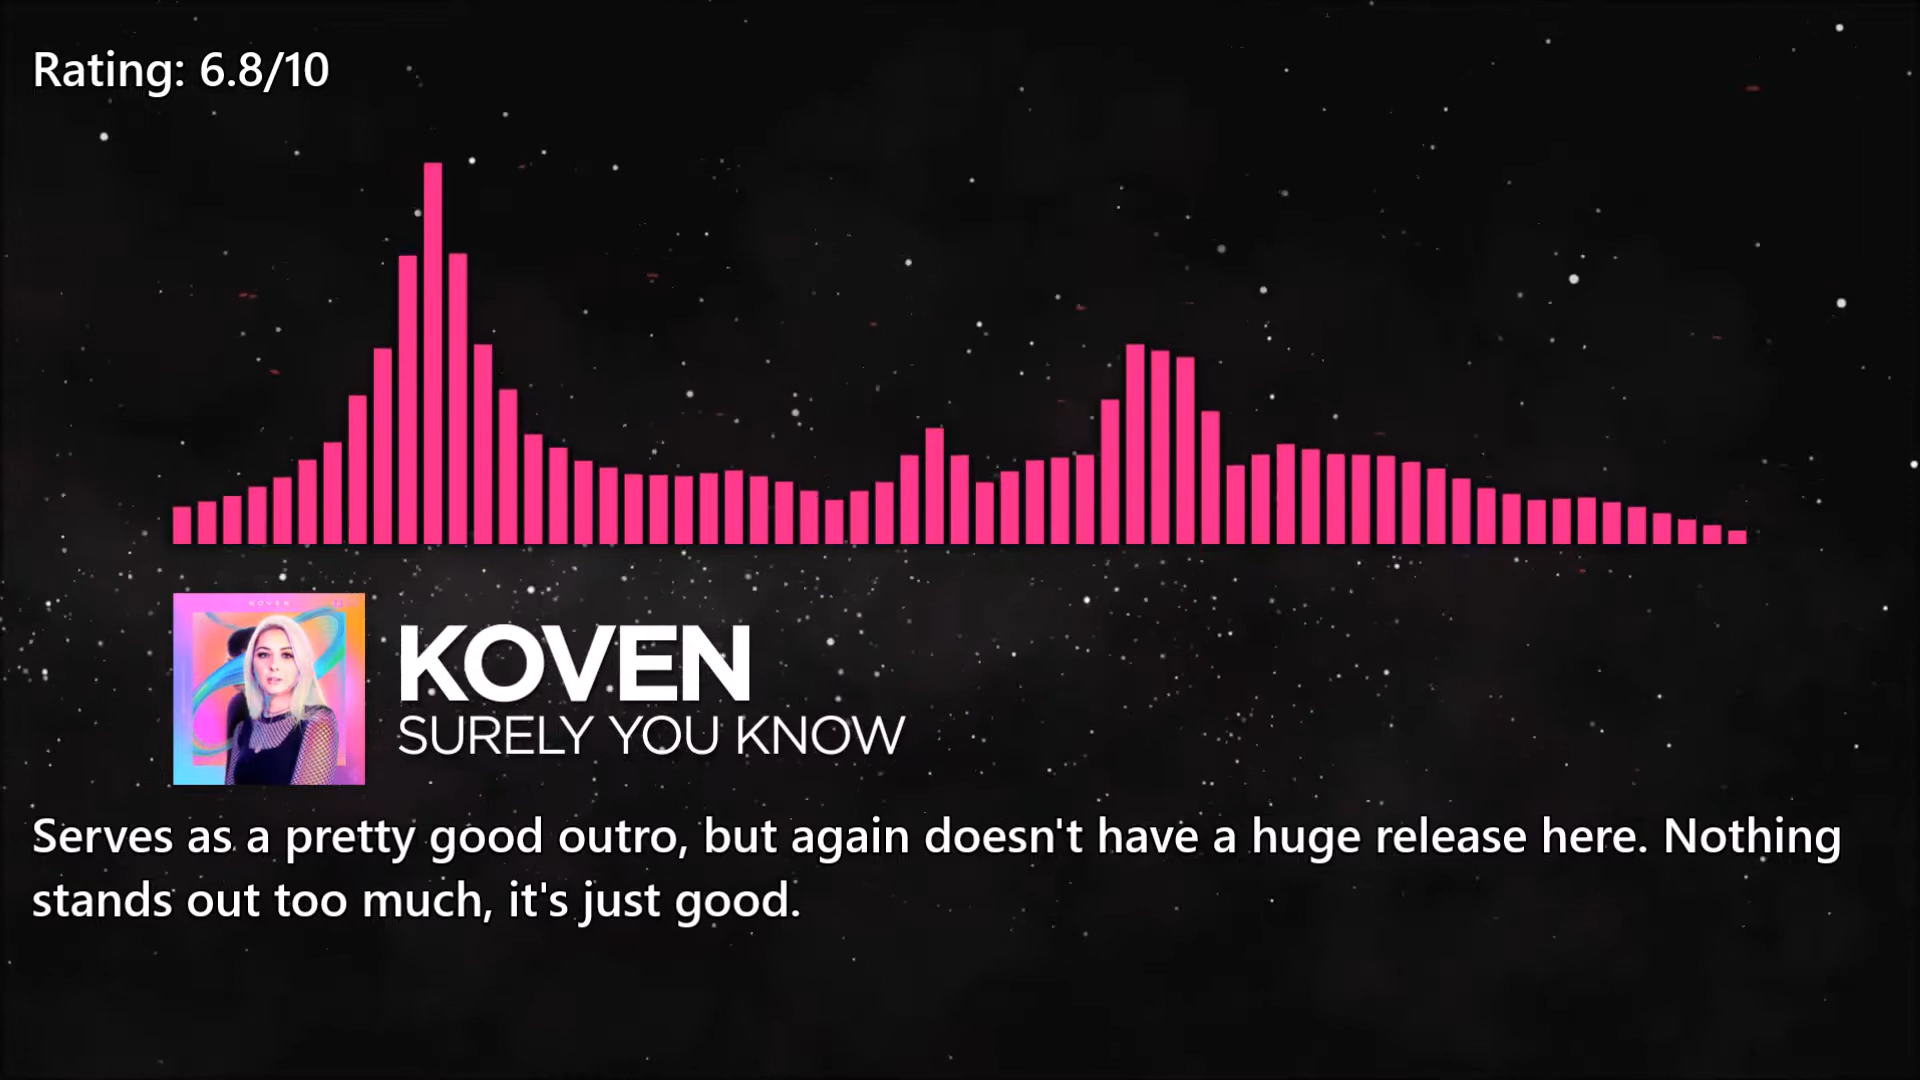 Rating: 6.8/10
KOVEN
KOVEN
SURELY YOU KNOW
Serves as a pretty good outro, but again doesn't have a huge release here. Nothing
stands out too much, it's just good.